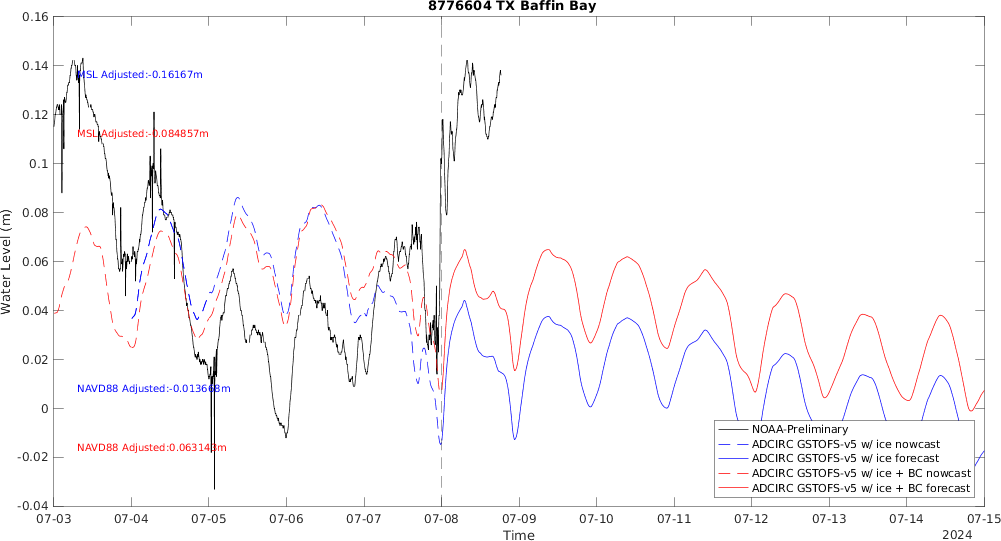 8776604 TX Baffin Bay
0.16
0.14
0.12
0.1
0.08
0.06
0.04
0.02
0
-0.02
-0.04
Water Level (m)
MSL Adjusted:-0.16167m
MSL Adjusted:-0.084857m
NAVD88 Adjusted:-0.013668m
NAVD88 Adjusted:0.063143m
NOAA-Preliminary
ADCIRC GSTOFS-v5 w/ ice nowcast
ADCIRC GSTOFS-v5 w/ ice forecast
ADCIRC GSTOFS-v5 w/ ice + BC nowcast
ADCIRC GSTOFS-v5 w/ ice + BC forecast
07-03 07-04 07-05 07-06 07-07 07-08 07-09 07-10 07-11 07-12 07-13 07-14 07-15
Time
2024